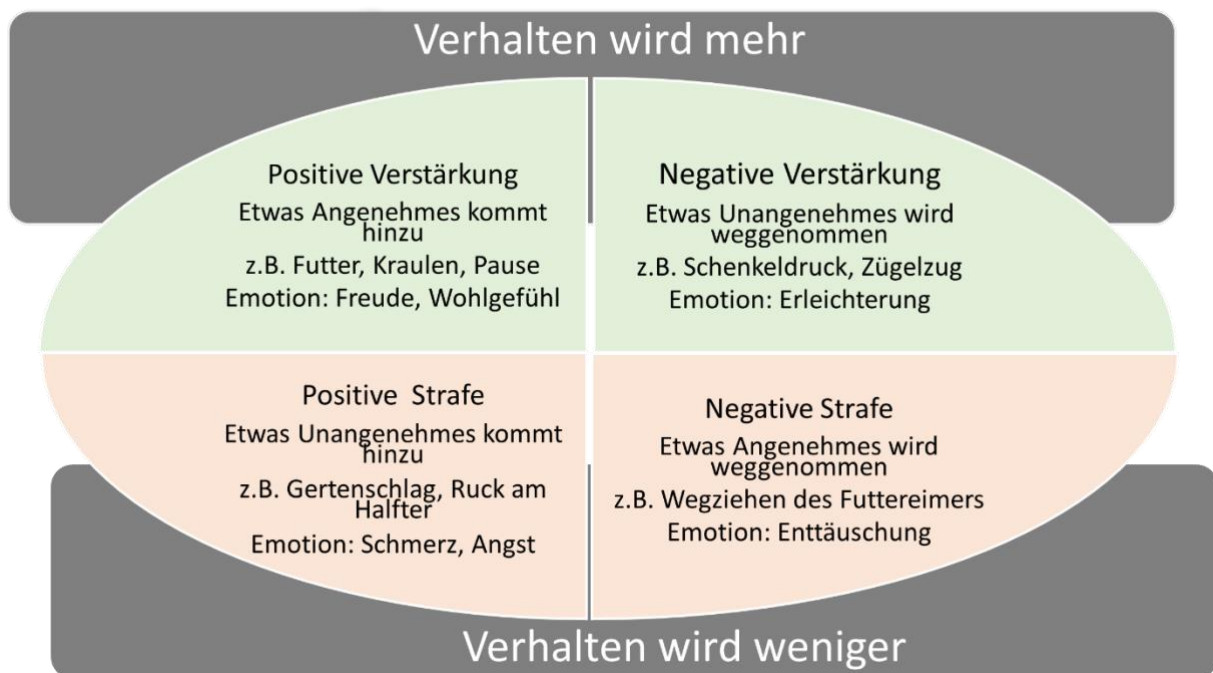 Verhalten wird mehr
Positive Verstärkung
Etwas Angenehmes kommt
hinzu
z.B. Futter, Kraulen, Pause
Emotion: Freude, Wohlgefühl
Negative Verstärkung
Etwas Unangenehmes wird
weggenommen
z.B. Schenkeldruck, Zügelzug
Emotion: Erleichterung
Positive Strafe
Etwas Unangenehmes kommt
hinzu
z.B. Gertenschlag, Ruck am
Halfter
Emotion: Schmerz, Angst
Negative Strafe
Etwas Angenehmes wird
weggenommen
z.B. Wegziehen des Futtereimers
Emotion: Enttäuschung
Verhalten wird weniger